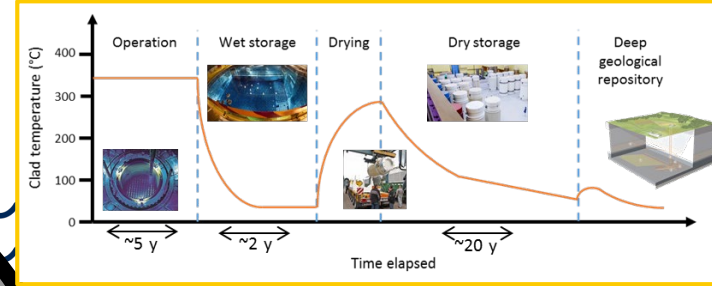 Operation
Wet storage
Drying
Dry storage
Deep
geological
repository
Clad temperature (°C)
400
300
200
100
0
~5 y
~2 y
~20 y
Time elapsed